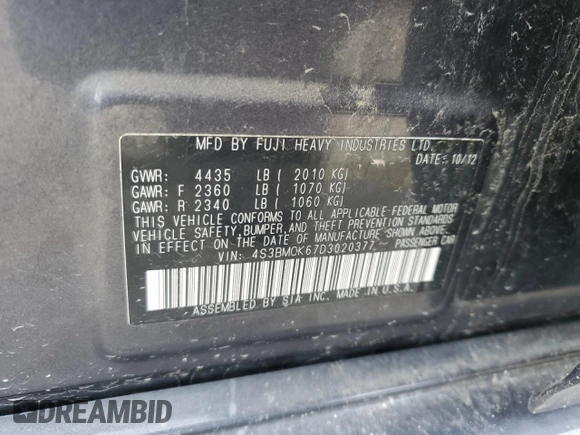 MFD BY FUJI HEAVY INDUSTRIES LTD.
DATE: 10/12
GVWR: 4435 LB ( 2010 KG)
GAWR: F 2360 LB ( 1070 KG)
GAWR: R 2340 LB ( 1060 KG)
THIS VEHICLE CONFORMS TO ALL APPLICABLE FEDERAL MOTOR
VEHICLE SAFETY, BUMPER, AND THEFT PREVENTION STANDARDS
IN EFFECT ON THE DATE OF MANUFACTURE SHOWN ABOVE.
VIN: 4S3BMCK67D3020377 PASSENGER CAR
ASSEMBLED BY SIA INC. MADE IN U.S.A.
DREAMBID